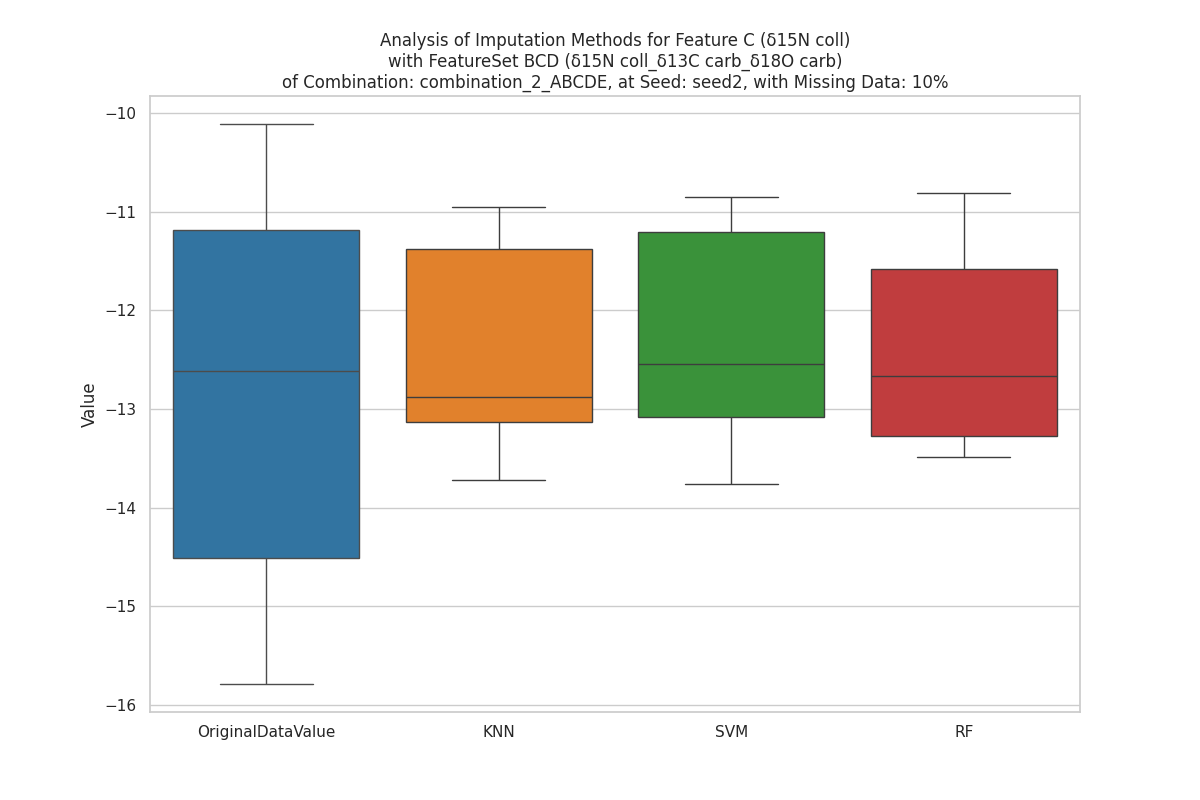 Analysis of Imputation Methods for Feature C (δ15N coll)
with FeatureSet BCD (δ15N coll_δ13C carb_δ18O carb)
of Combination: combination_2_ABCDE, at Seed: seed2, with Missing Data: 10%
−10
−11
−12
−13
−14
−15
−16
Value
OriginalDataValue
KNN
SVM
RF